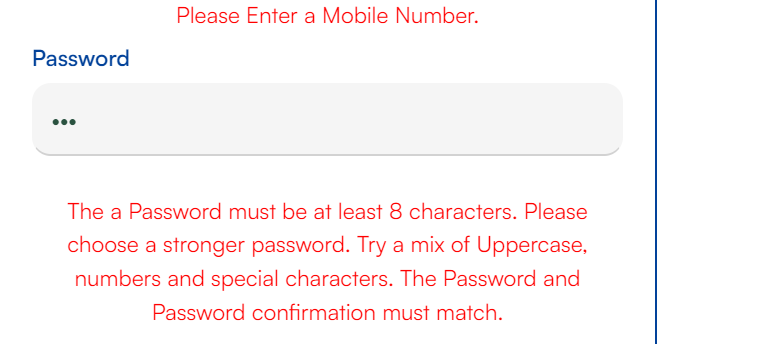 Please Enter a Mobile Number.
Password
•••
The a Password must be at least 8 characters. Please
choose a stronger password. Try a mix of Uppercase,
numbers and special characters. The Password and
Password confirmation must match.